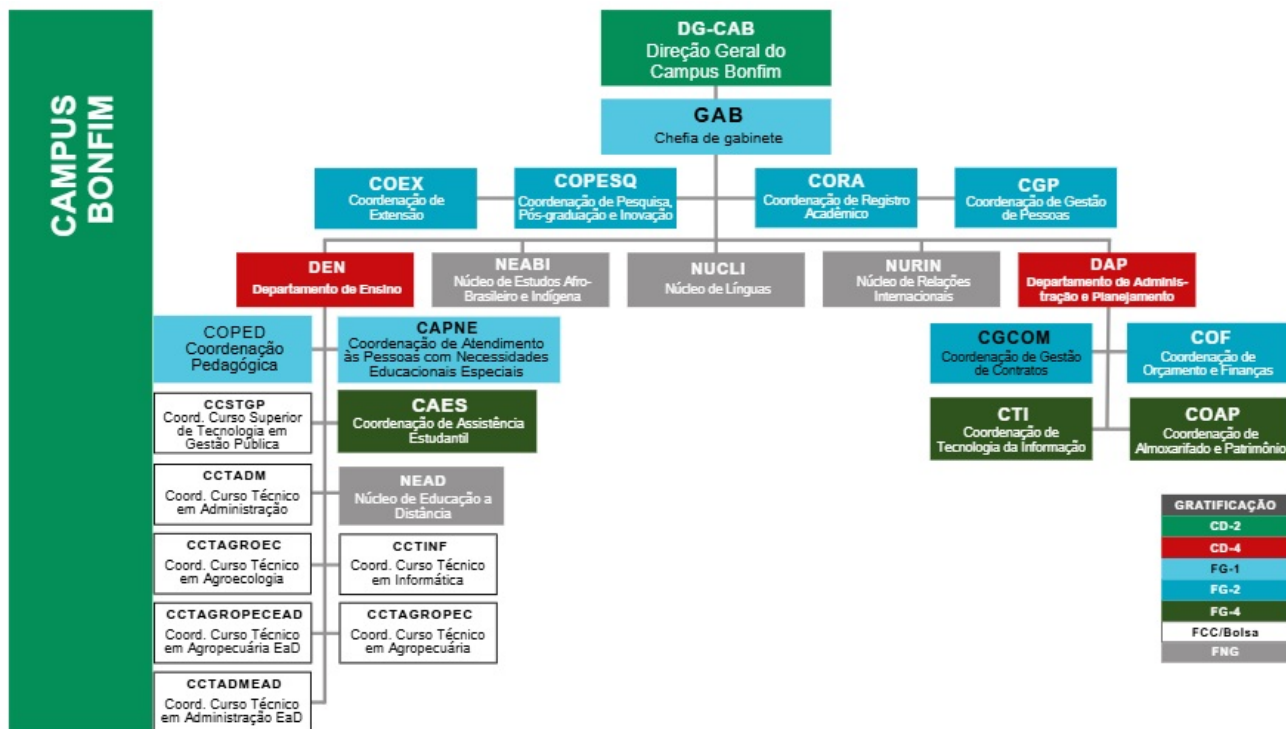 CAMPUS
BONFIM
DG-CAB
Direção Geral do
Campus Bonfim
GAB
Chefia de gabinete
COEX
Coordenação de
Extensão
COPESQ
Coordenação de Pesquisa,
Pós-graduação e Inovação
CORA
Coordenação de Registro
Acadêmico
CGP
Coordenação de Gestão
de Pessoas
DEN
Departamento de Ensino
NEABI
Núcleo de Estudos Afro-
Brasileiro e Indígena
NUCLI
Núcleo de Línguas
NURIN
Núcleo de Relações
Internacionais
DAP
Departamento de Adminis-
tração e Planejamento
COPED
Coordenação
Pedagógica
CAPNE
Coordenação de Atendimento
às Pessoas com Necessidades
Educacionais Especiais
CCSTGP
Coord. Curso Superior
de Tecnologia em
Gestão Pública
CAES
Coordenação de Assistência
Estudantil
CCTADM
Coord. Curso Técnico
em Administração
NEAD
Núcleo de Educação a
Distância
CCTAGROEC
Coord. Curso Técnico
em Agroecologia
CCTINF
Coord. Curso Técnico
em Informática
CCTAGROPECEAD
Coord. Curso Técnico
em Agropecuária EaD
CCTAGROPEC
Coord. Curso Técnico
em Agropecuária
CCTADMEAD
Coord. Curso Técnico
em Administração EaD
CGCOM
Coordenação de Gestão
de Contratos
COF
Coordenação de
Orçamento e Finanças
CTI
Coordenação de
Tecnologia da Informação
COAP
Coordenação de
Almoxarifado e Patrimônio
GRATIFICAÇÃO
CD-2
CD-4
FG-1
FG-2
FG-4
FCC/Bolsa
FNG